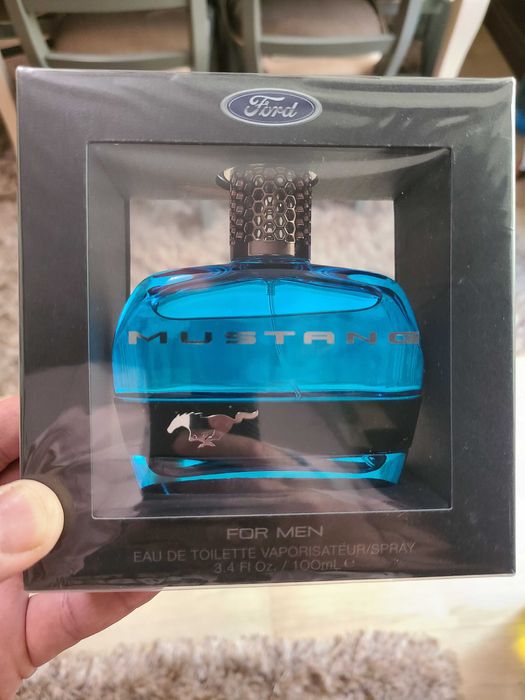 Ford
MUSTANG
FOR MEN
EAU DE TOILETTE VAPORISATEUR/SPRAY
3.4 Fl Oz. / 100mL ℮